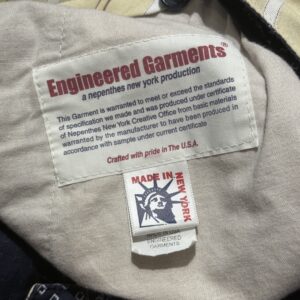 Engineered Garments™
a nepenthes new york production
This Garment is warranted to meet or exceed the standards
of specification we made and was produced under certificate
of Nepenthes New York Creative Office from basic materials
warranted by the manufacturer to have been produced in
accordance with sample under current certificate
Crafted with pride in The U.S.A.
MADE IN
NEW YORK
ENGINEERED
GARMENTS